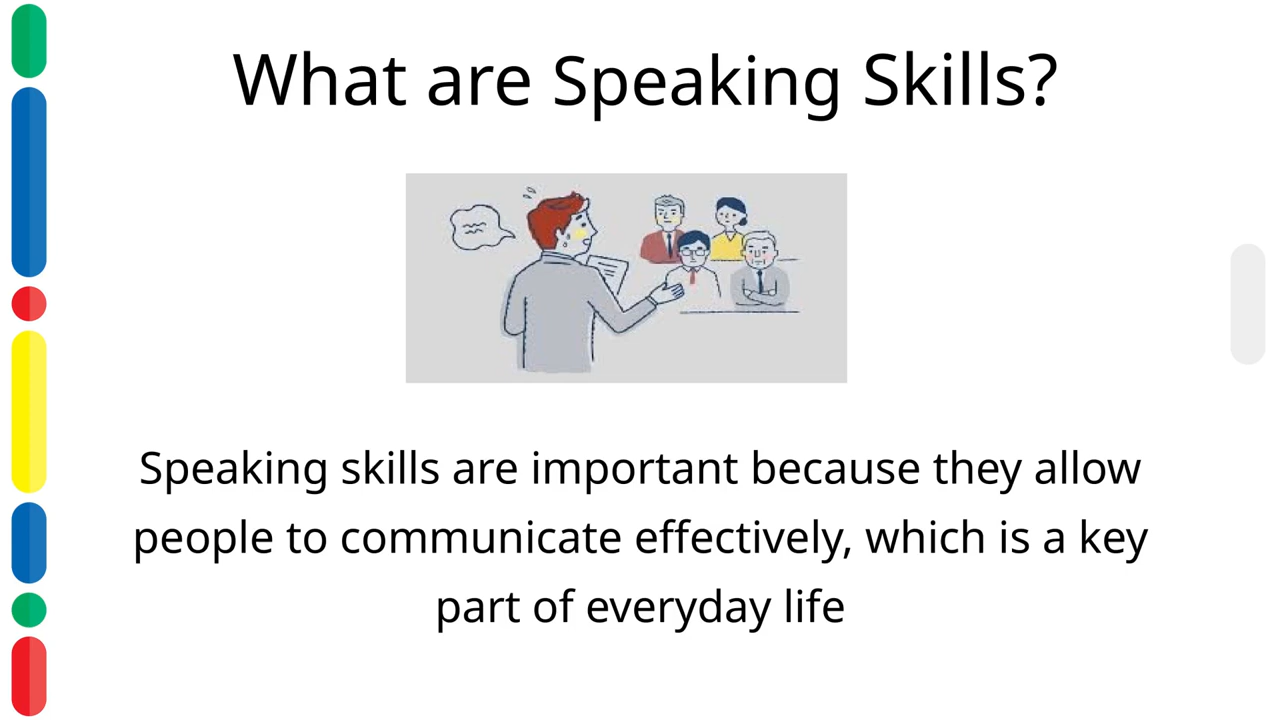 What are Speaking Skills?
Speaking skills are important because they allow
people to communicate effectively, which is a key
part of everyday life